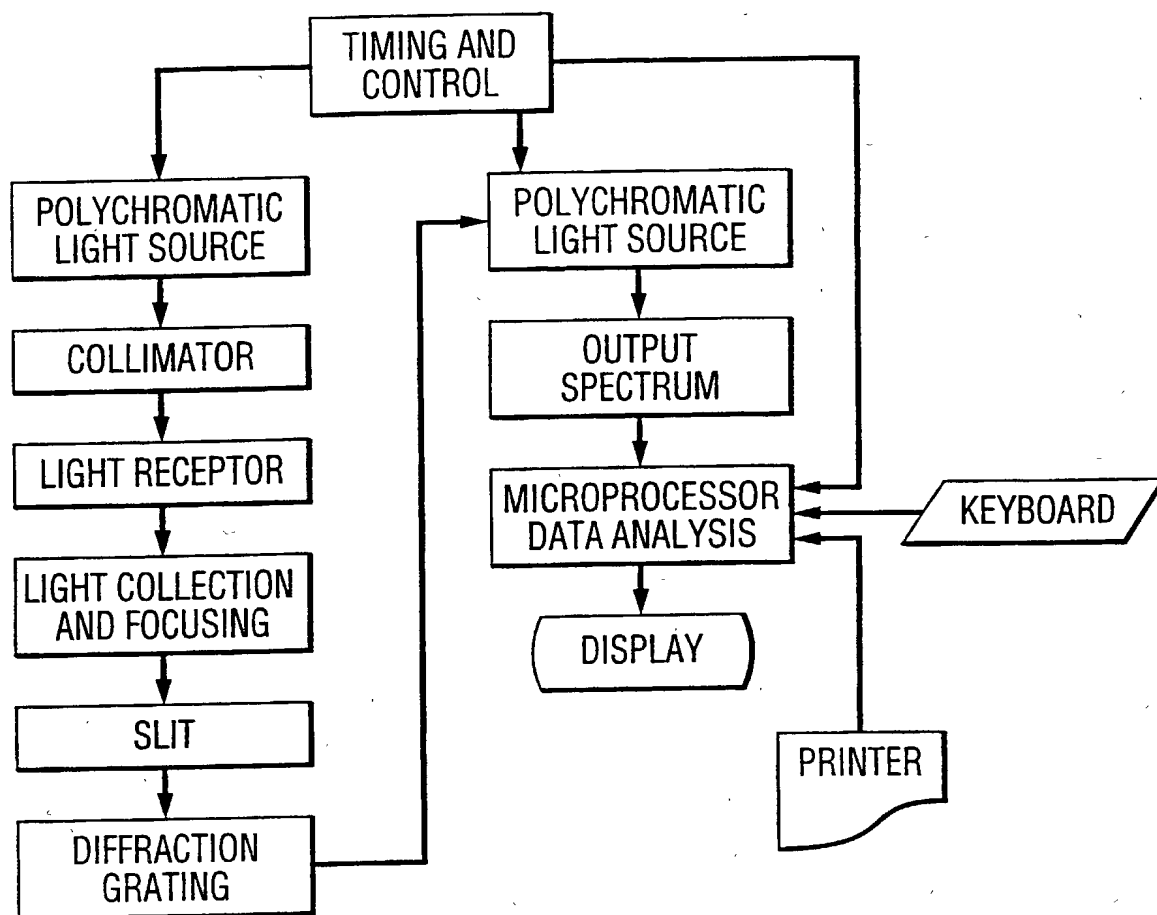 TIMING AND
CONTROL
POLYCHROMATIC
LIGHT SOURCE
COLLIMATOR
LIGHT RECEPTOR
LIGHT COLLECTION
AND FOCUSING
SLIT
DIFFRACTION
GRATING
POLYCHROMATIC
LIGHT SOURCE
OUTPUT
SPECTRUM
MICROPROCESSOR
DATA ANALYSIS
KEYBOARD
DISPLAY
PRINTER